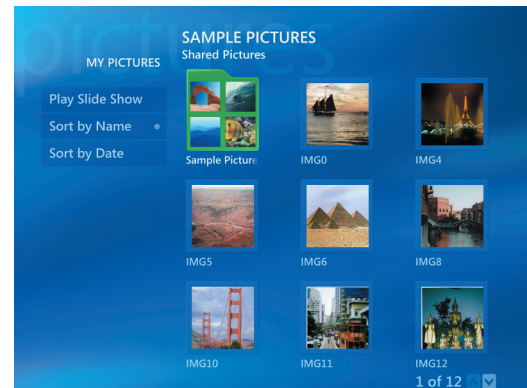 pictures
MY PICTURES
SAMPLE PICTURES
Shared Pictures
Play Slide Show
Sort by Name
Sort by Date
Sample Picture
IMG0
IMG4
IMG5
IMG6
IMG8
IMG10
IMG11
IMG12
1 of 12